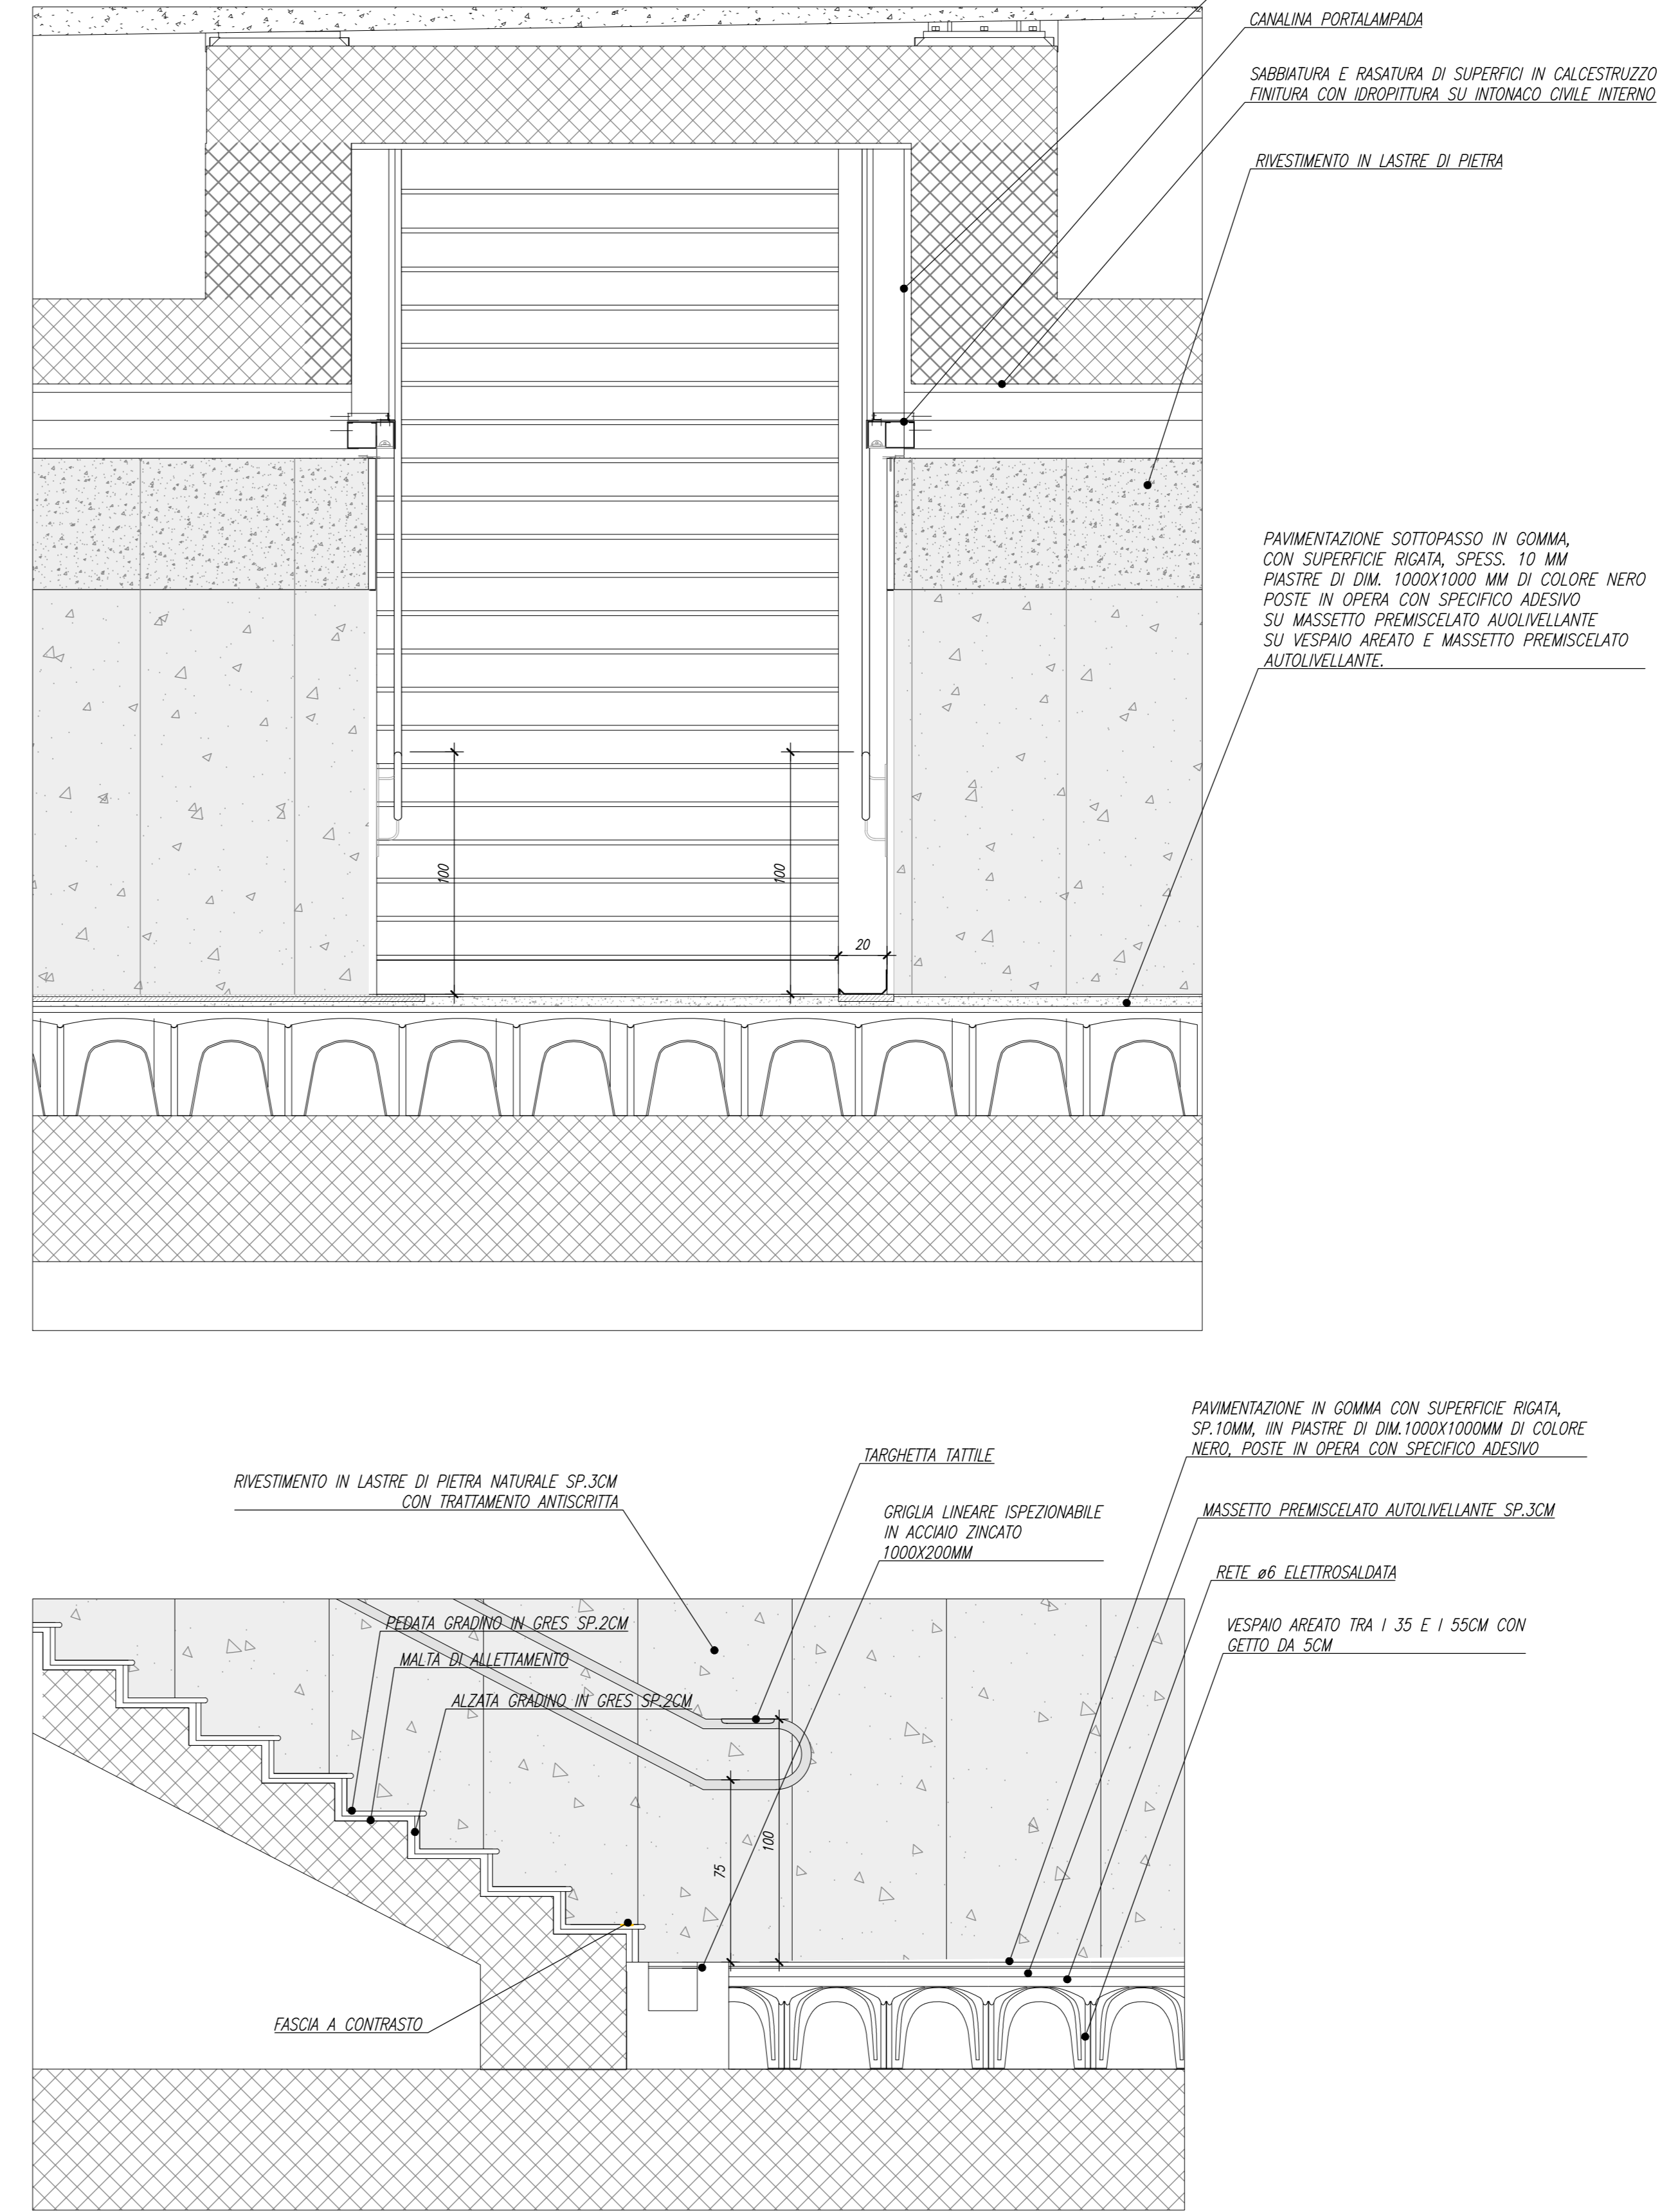 CANALINA PORTALAMPADA
SABBIATURA E RASATURA DI SUPERFICI IN CALCESTRUZZO
FINITURA CON IDROPITTURA SU INTONACO CIVILE INTERNO
RIVESTIMENTO IN LASTRE DI PIETRA
PAVIMENTAZIONE SOTTOPASSO IN GOMMA,
CON SUPERFICIE RIGATA, SPESS. 10 MM
PIASTRE DI DIM. 1000X1000 MM DI COLORE NERO
POSTE IN OPERA CON SPECIFICO ADESIVO
SU MASSETTO PREMISCELATO AUOLIVELLANTE
SU VESPAIO AREATO E MASSETTO PREMISCELATO
AUTOLIVELLANTE.
100
100
20
PAVIMENTAZIONE IN GOMMA CON SUPERFICIE RIGATA,
SP.10MM, IIN PIASTRE DI DIM.1000X1000MM DI COLORE
NERO, POSTE IN OPERA CON SPECIFICO ADESIVO
TARGHETTA TATTILE
RIVESTIMENTO IN LASTRE DI PIETRA NATURALE SP.3CM
CON TRATTAMENTO ANTISCRITTA
GRIGLIA LINEARE ISPEZIONABILE
IN ACCIAIO ZINCATO
1000X200MM
MASSETTO PREMISCELATO AUTOLIVELLANTE SP.3CM
RETE ø6 ELETTROSALDATA
VESPAIO AREATO TRA I 35 E I 55CM CON
GETTO DA 5CM
PEDATA GRADINO IN GRES SP.2CM
MALTA DI ALLETTAMENTO
ALZATA GRADINO IN GRES SP.2CM
100
75
FASCIA A CONTRASTO